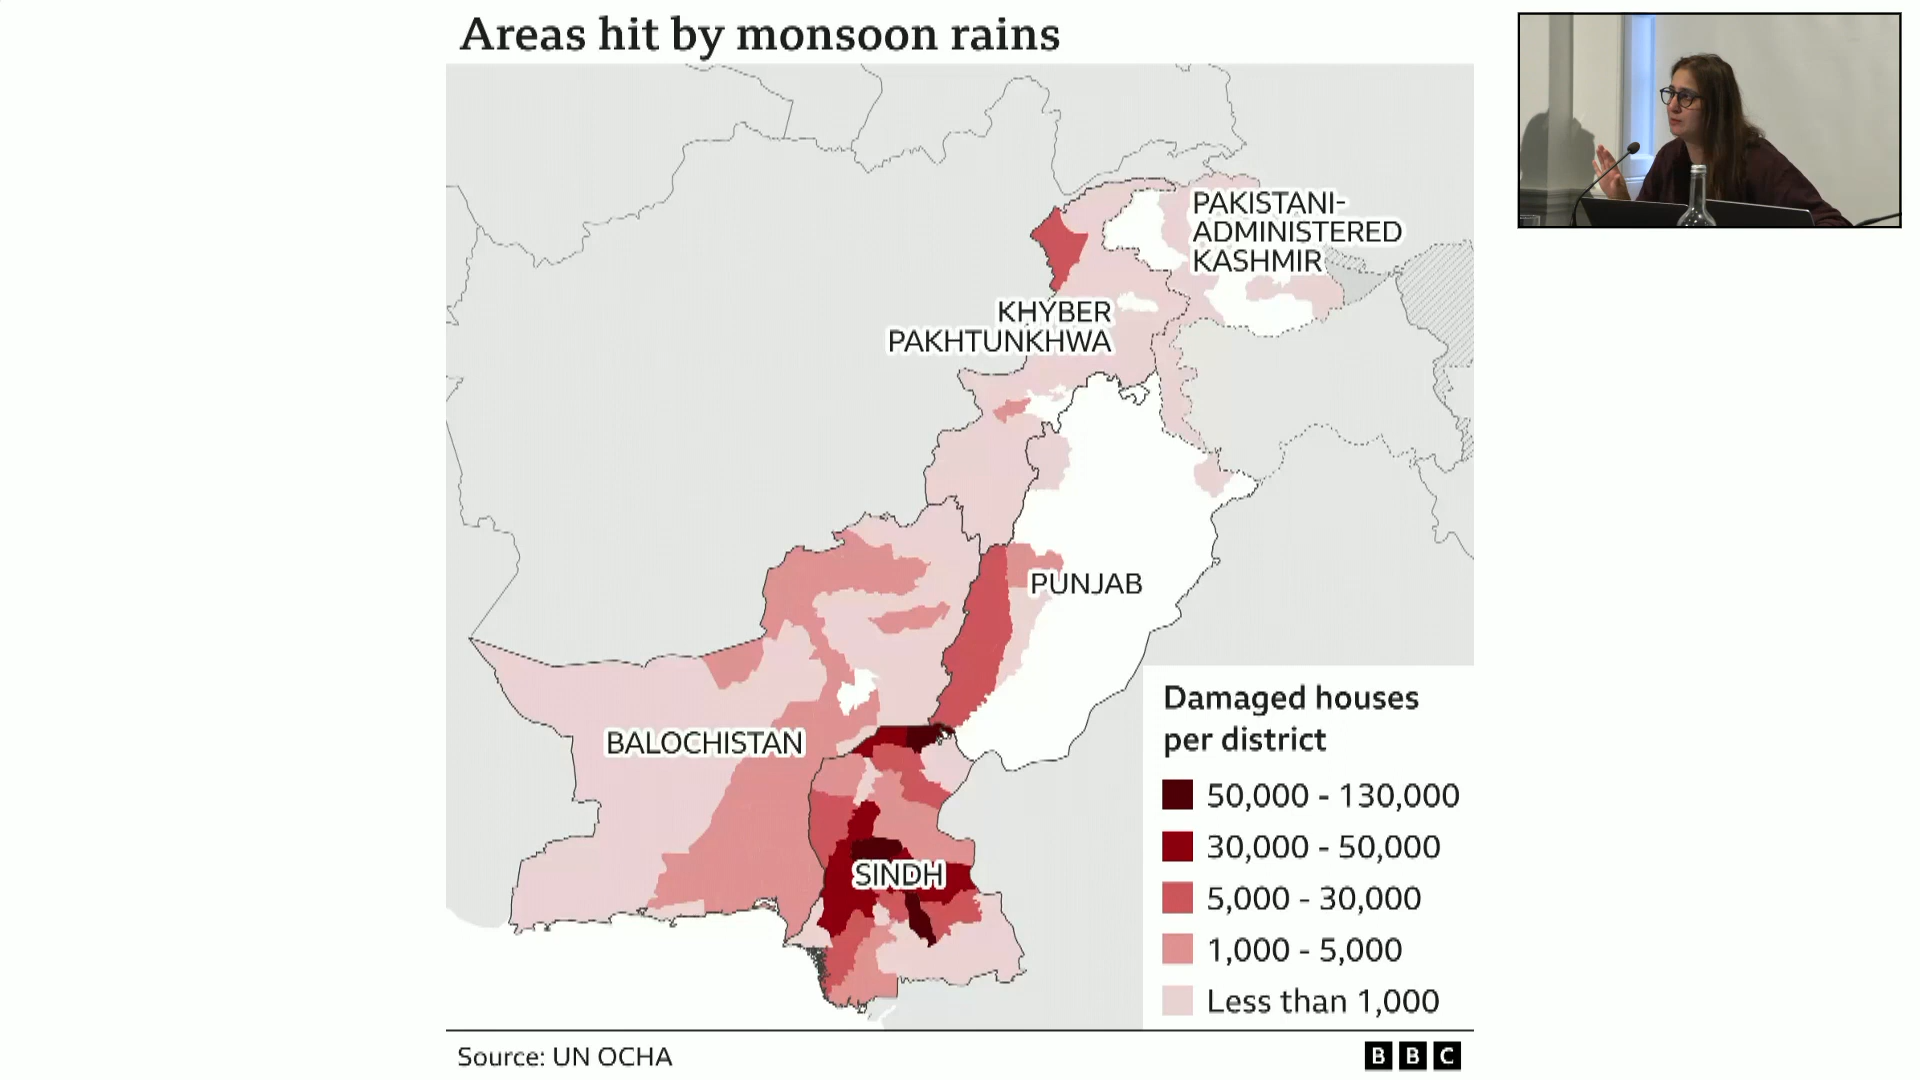 Areas hit by monsoon rains
PAKISTANI-
ADMINISTERED
KASHMIR
KHYBER
PAKHTUNKHWA
PUNJAB
BALOCHISTAN
SINDH
Damaged houses
per district
50,000 - 130,000
30,000 - 50,000
5,000 - 30,000
1,000 - 5,000
Less than 1,000
Source: UN OCHA
BBC